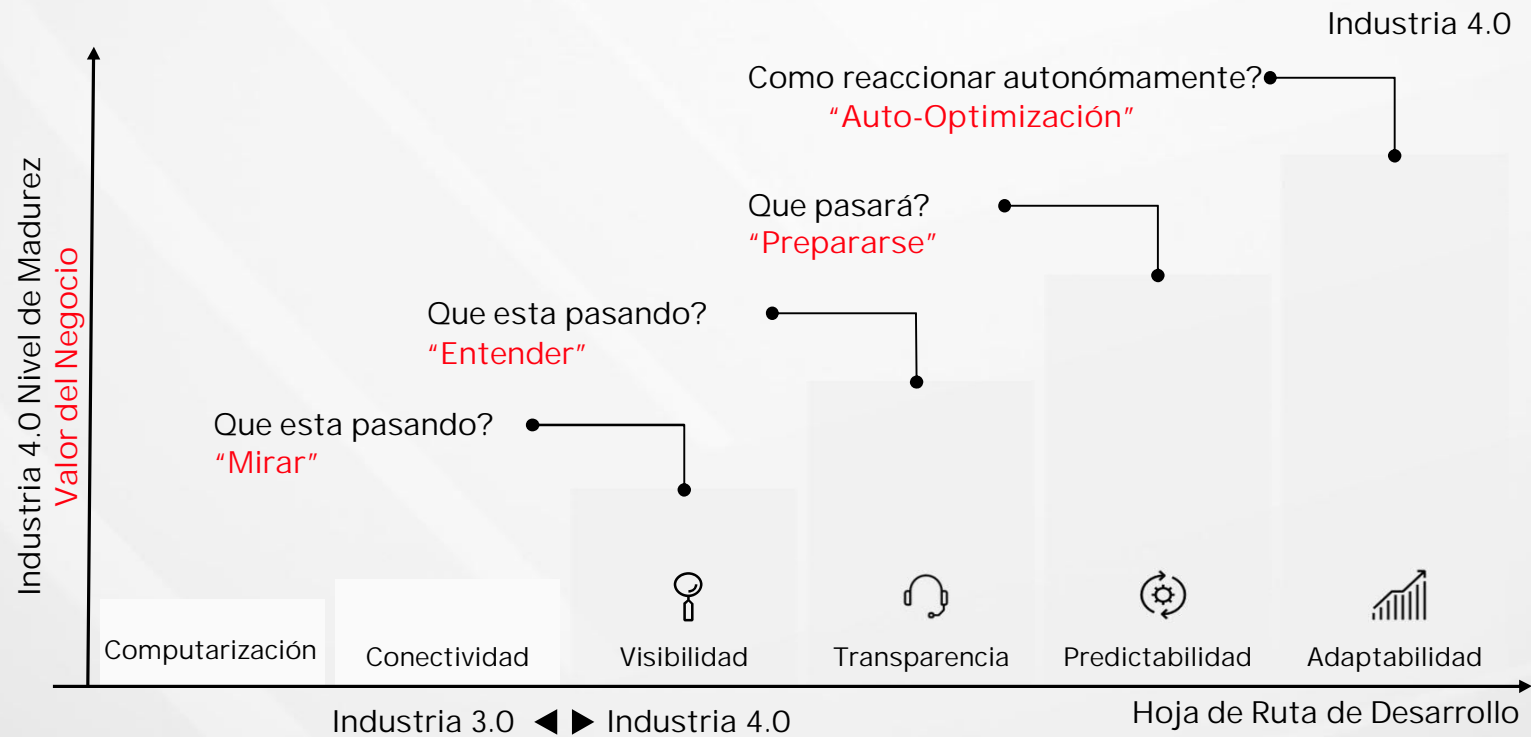 Industria 4.0
Como reaccionar autonómamente?
“Auto-Optimización”
Que pasará?
“Prepararse”
Que esta pasando?
“Entender”
Que esta pasando?
“Mirar”
Industria 4.0 Nivel de Madurez
Valor del Negocio
Computarización
Conectividad
Visibilidad
Transparencia
Predictabilidad
Adaptabilidad
Industria 3.0 ◀ ▶ Industria 4.0
Hoja de Ruta de Desarrollo